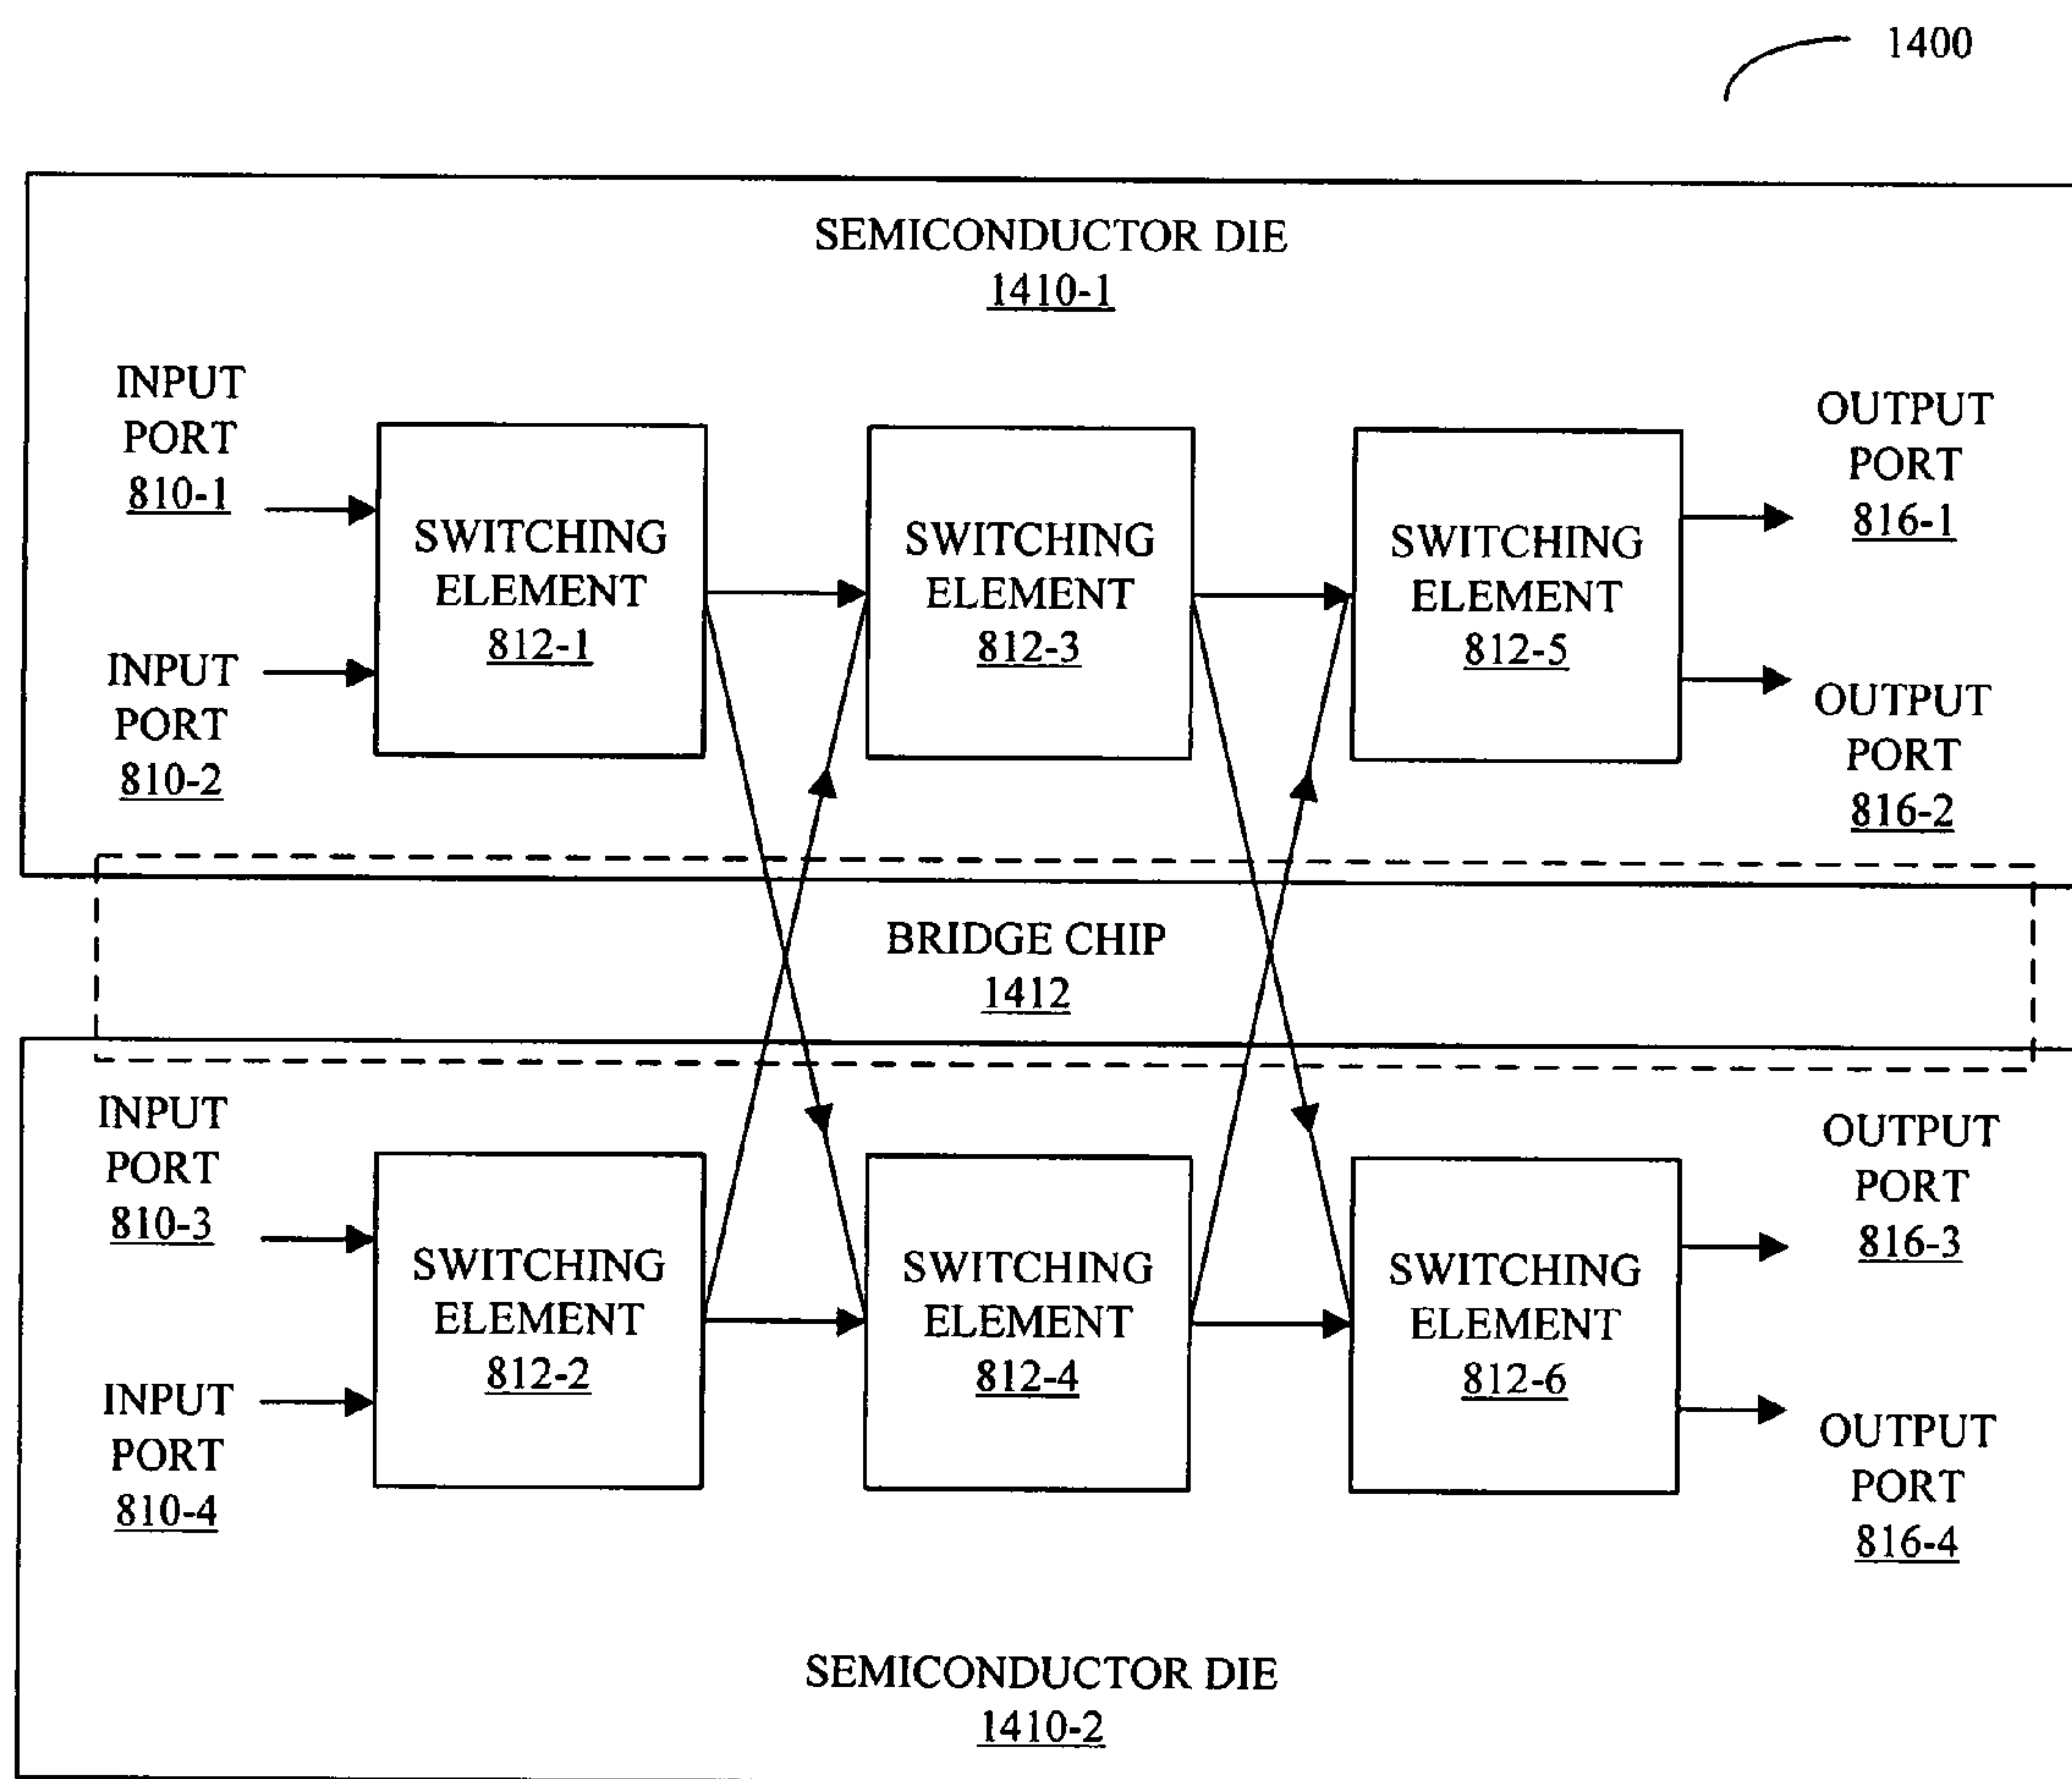 1400
SEMICONDUCTOR DIE
1410-1
INPUT
PORT
810-1
INPUT
PORT
810-2
SWITCHING
ELEMENT
812-1
SWITCHING
ELEMENT
812-3
SWITCHING
ELEMENT
812-5
OUTPUT
PORT
816-1
OUTPUT
PORT
816-2
BRIDGE CHIP
1412
INPUT
PORT
810-3
INPUT
PORT
810-4
SWITCHING
ELEMENT
812-2
SWITCHING
ELEMENT
812-4
SWITCHING
ELEMENT
812-6
OUTPUT
PORT
816-3
OUTPUT
PORT
816-4
SEMICONDUCTOR DIE
1410-2